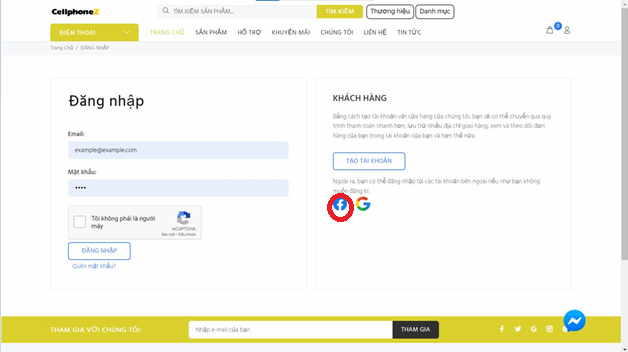 CellphoneZ
TÌM KIẾM SẢN PHẨM...
TÌM KIẾM
Thương hiệu
Danh mục
ĐIỆN THOẠI
TRANG CHỦ
SẢN PHẨM
HỖ TRỢ
KHUYẾN MÃI
CHÚNG TÔI
LIÊN HỆ
TIN TỨC
0
Trang Chủ / ĐĂNG NHẬP
Đăng nhập
Email:
example@example.com
Mật khẩu:
Tôi không phải là người
máy
reCAPTCHA
Bảo mật - Điều khoản
ĐĂNG NHẬP
Quên mật khẩu?
KHÁCH HÀNG
Bằng cách tạo tài khoản với cửa hàng của chúng tôi, bạn sẽ có thể chuyển qua quy
trình thanh toán nhanh hơn, lưu trữ nhiều địa chỉ giao hàng, xem và theo dõi đơn
hàng của bạn trong tài khoản của bạn và hơn thế nữa.
TẠO TÀI KHOẢN
Ngoài ra, bạn có thể đăng nhập từ các tài khoản bên ngoài nếu như bạn không
muốn đăng kí.
THAM GIA VỚI CHÚNG TÔI:
Nhập e-mail của bạn
THAM GIA